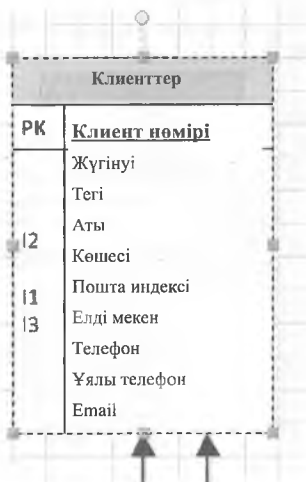 Клиенттер
PK Клиент нөмірі
Жүгінуі
Тегі
I2 Аты
Көшесі
I1 Пошта индексі
I3 Елді мекен
Телефон
Ұялы телефон
Email